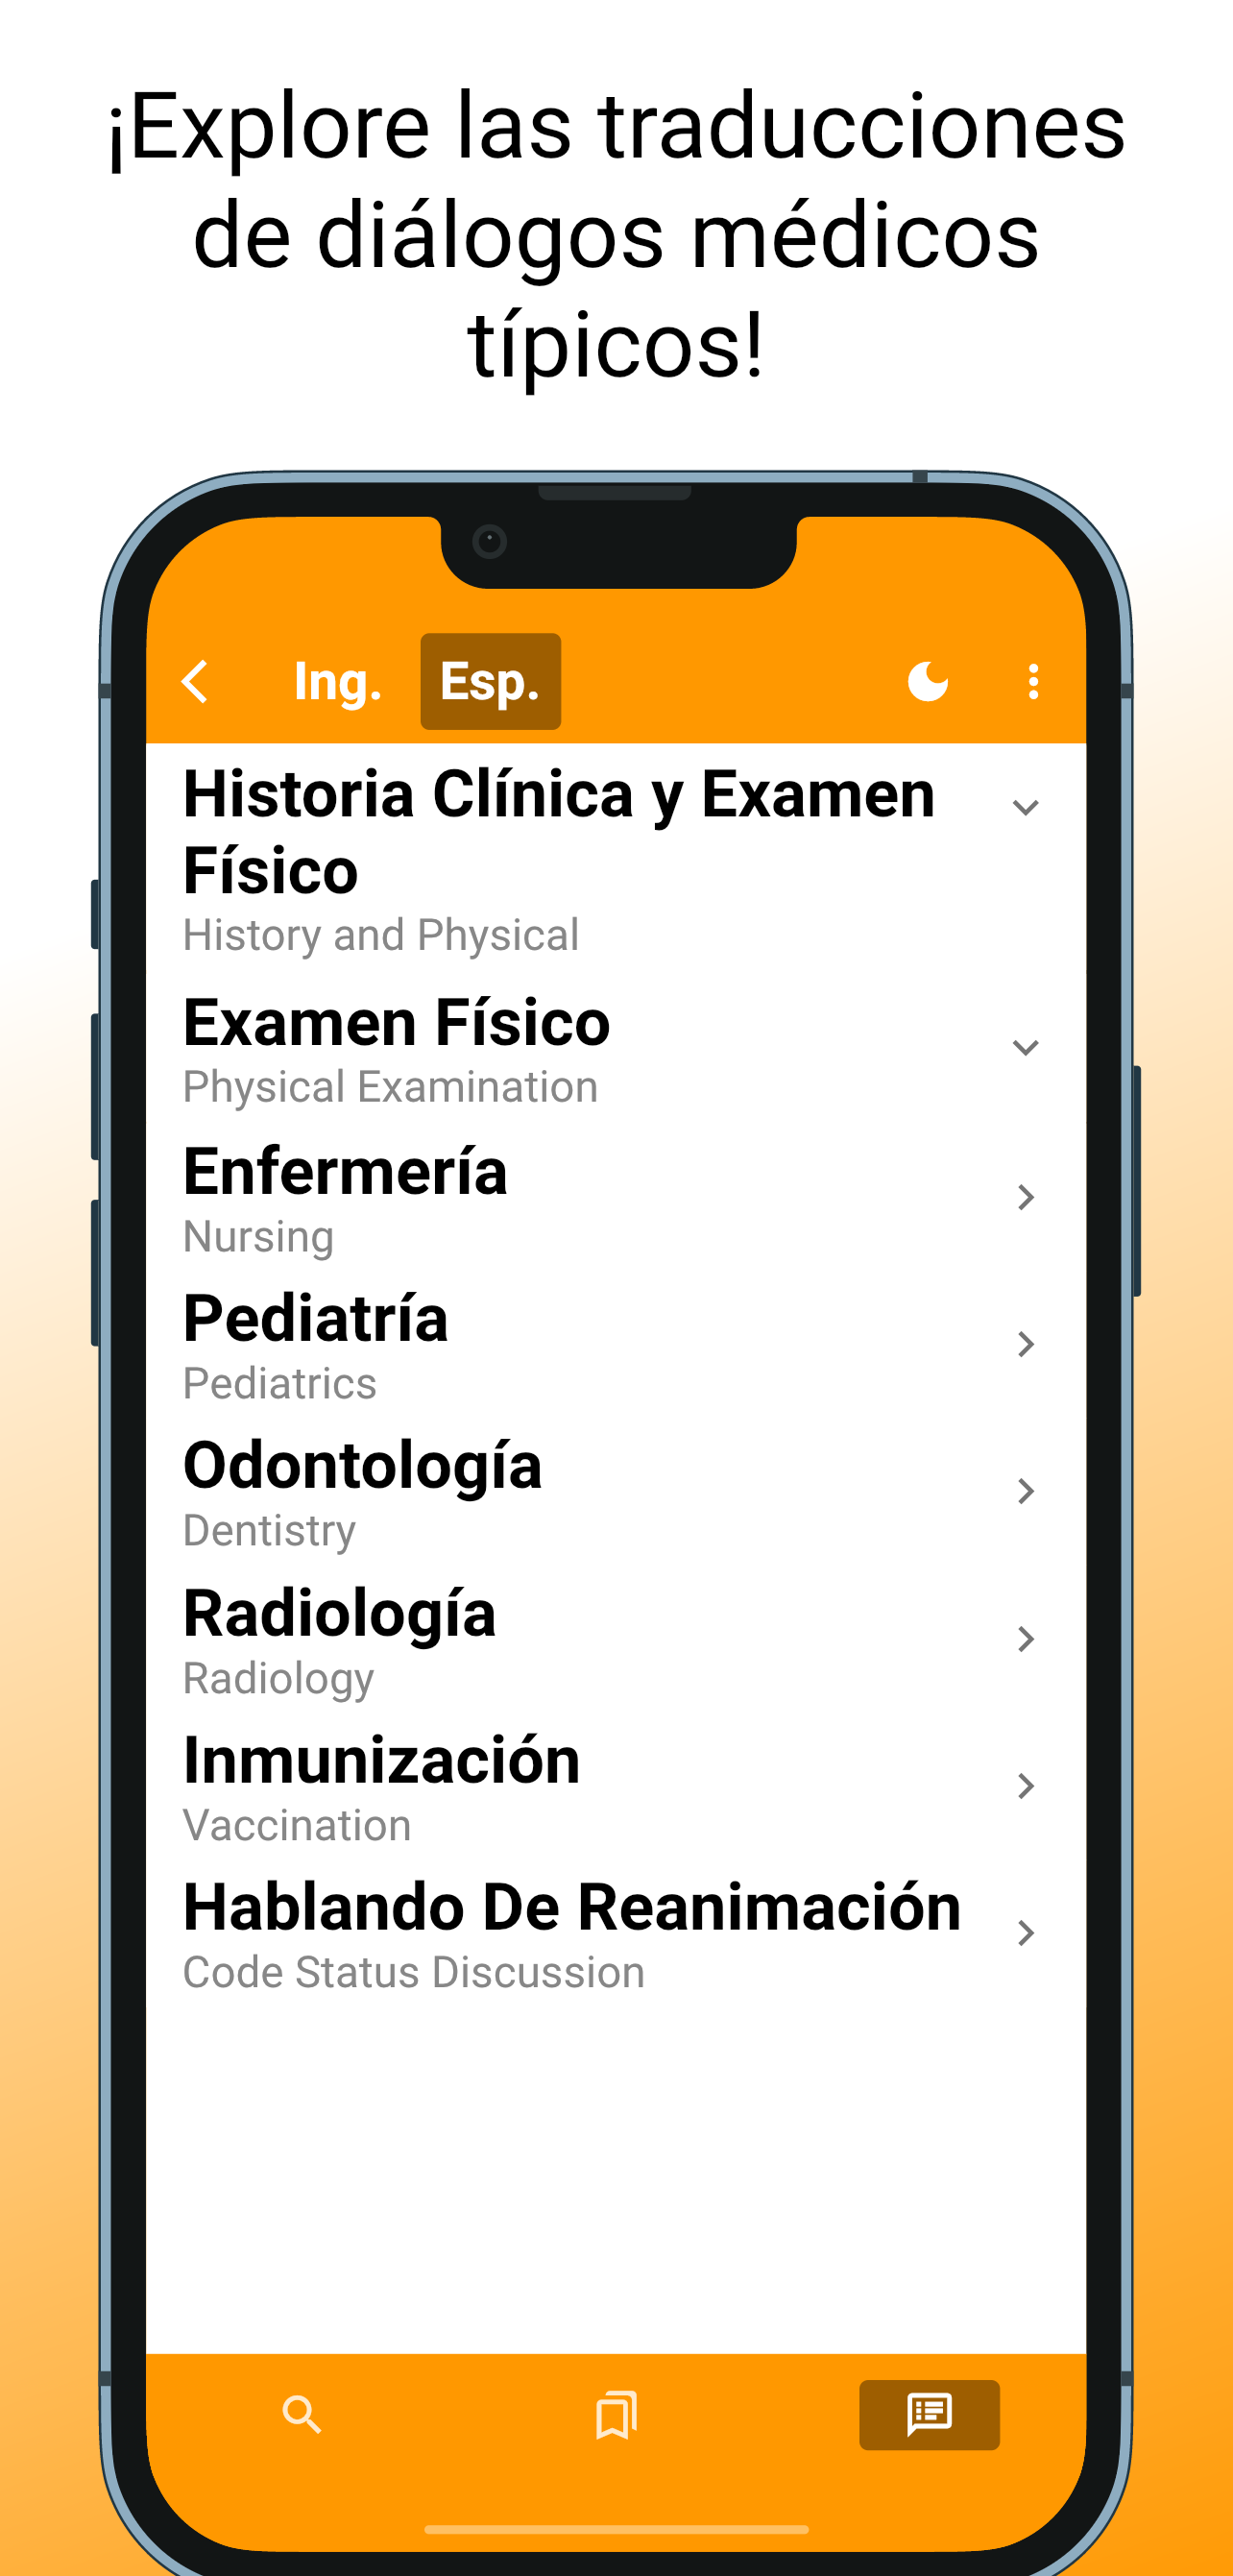 ¡Explore las traducciones
de diálogos médicos
típicos!
Ing. Esp.
Historia Clínica y Examen
Físico
History and Physical
Examen Físico
Physical Examination
Enfermería
Nursing
Pediatría
Pediatrics
Odontología
Dentistry
Radiología
Radiology
Inmunización
Vaccination
Hablando De Reanimación
Code Status Discussion